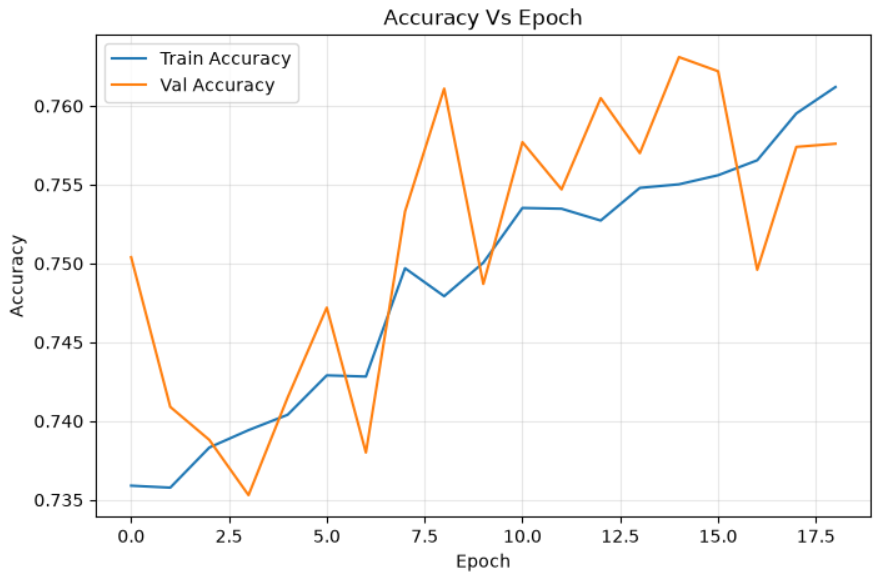 Accuracy Vs Epoch
Train Accuracy
Val Accuracy
0.760
0.755
0.750
0.745
0.740
0.735
Accuracy
0.0 2.5 5.0 7.5 10.0 12.5 15.0 17.5
Epoch